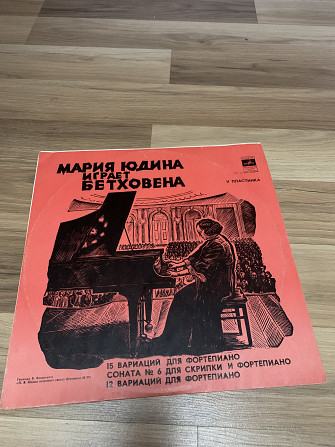 МАРИЯ ЮДИНА
ИГРАЕТ
БЕТХОВЕНА
V ПЛАСТИНКА
15 ВАРИАЦИЙ ДЛЯ ФОРТЕПИАНО
СОНАТА № 6 ДЛЯ СКРИПКИ И ФОРТЕПИАНО
12 ВАРИАЦИЙ ДЛЯ ФОРТЕПИАНО